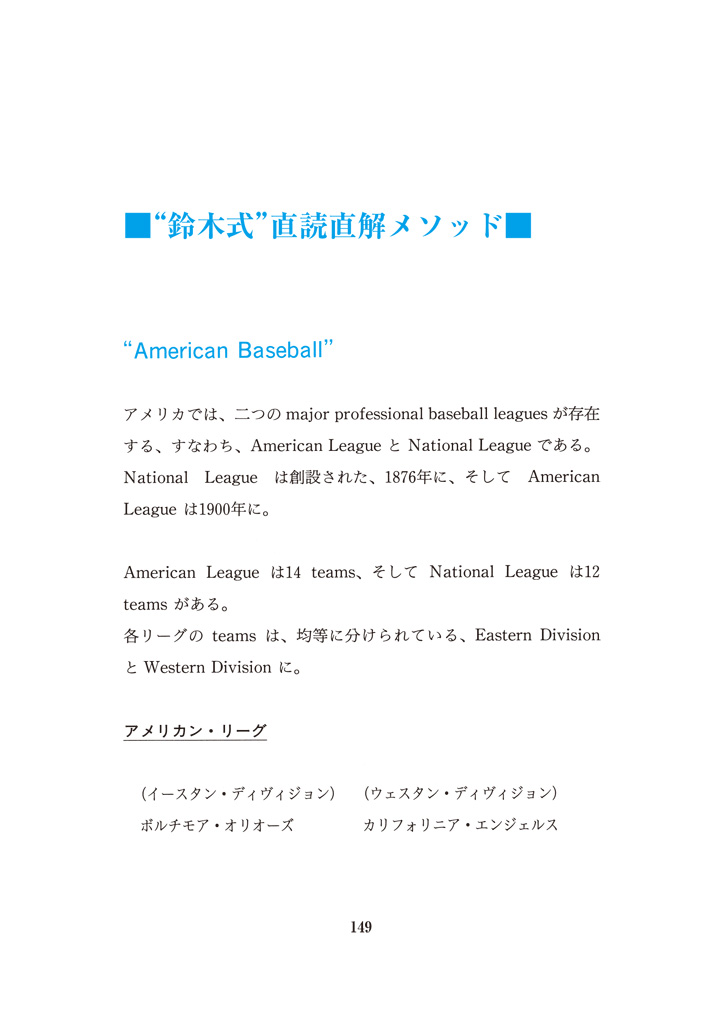 ■“鈴木式”直読直解メソッド■
“American Baseball”
アメリカでは、二つの major professional baseball leagues が存在
する、すなわち、American League と National League である。
National League は創設された、1876年に、そして American
League は1900年に。
American League は14 teams、そして National League は12
teams がある。
各リーグの teams は、均等に分けられている、Eastern Division
と Western Division に。
アメリカン・リーグ
(イースタン・ディヴィジョン) (ウェスタン・ディヴィジョン)
ボルチモア・オリオーズ カリフォリニア・エンジェルス
149